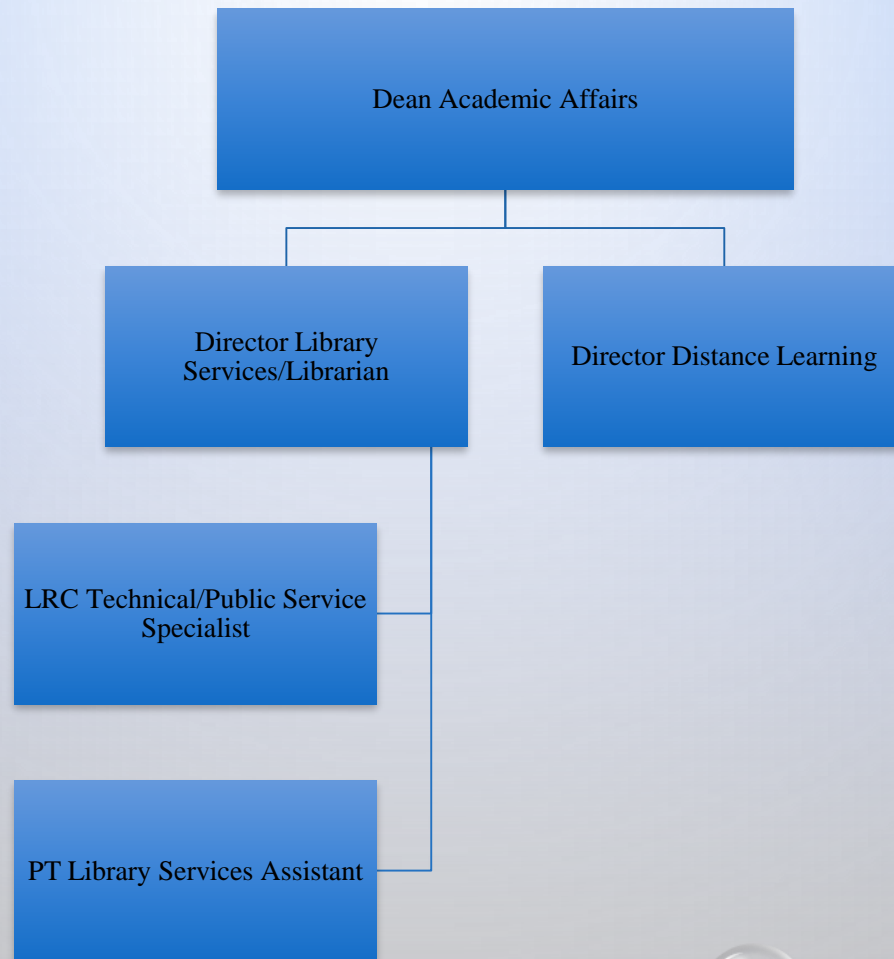 Dean Academic Affairs
Director Library
Services/Librarian
Director Distance Learning
LRC Technical/Public Service
Specialist
PT Library Services Assistant